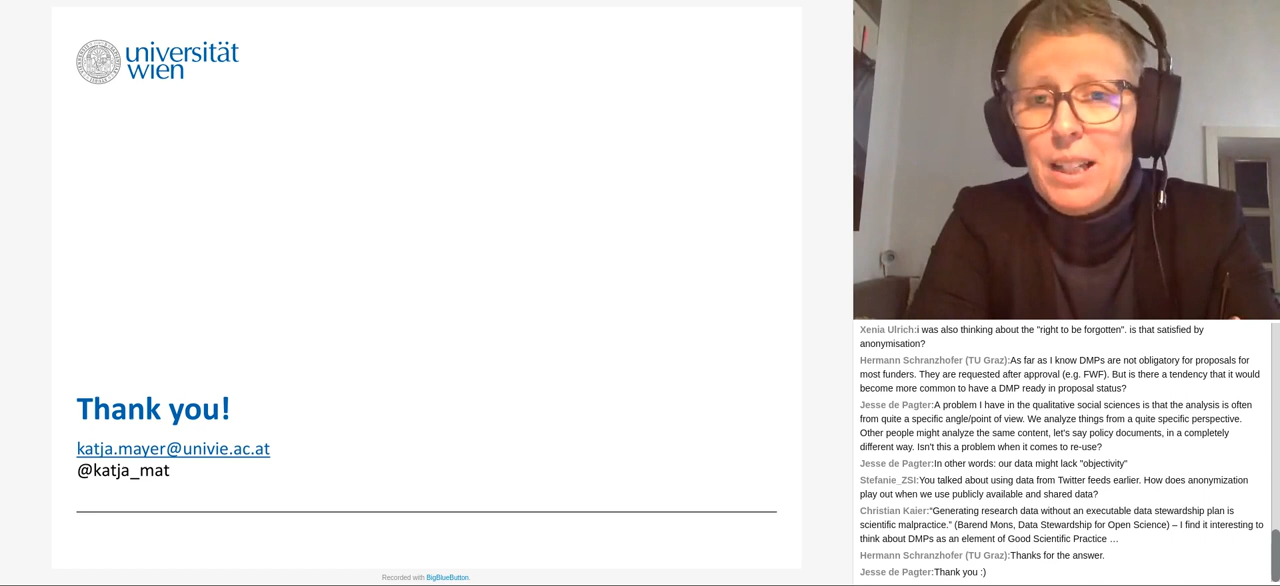 universität
wien
Thank you!
katja.mayer@univie.ac.at
@katja_mat
Recorded with BigBlueButton.
Xenia Ulrich:i was also thinking about the "right to be forgotten". is that satisfied by
anonymisation?
Hermann Schranzhofer (TU Graz):As far as I know DMPs are not obligatory for proposals for
most funders. They are requested after approval (e.g. FWF). But is there a tendency that it would
become more common to have a DMP ready in proposal status?
Jesse de Pagter:A problem I have in the qualitative social sciences is that the analysis is often
from quite a specific angle/point of view. We analyze things from a quite specific perspective.
Other people might analyze the same content, let's say policy documents, in a completely
different way. Isn't this a problem when it comes to re-use?
Jesse de Pagter:In other words: our data might lack "objectivity"
Stefanie_ZSI:You talked about using data from Twitter feeds earlier. How does anonymization
play out when we use publicly available and shared data?
Christian Kaier:“Generating research data without an executable data stewardship plan is
scientific malpractice.” (Barend Mons, Data Stewardship for Open Science) – I find it interesting to
think about DMPs as an element of Good Scientific Practice …
Hermann Schranzhofer (TU Graz):Thanks for the answer.
Jesse de Pagter:Thank you :)